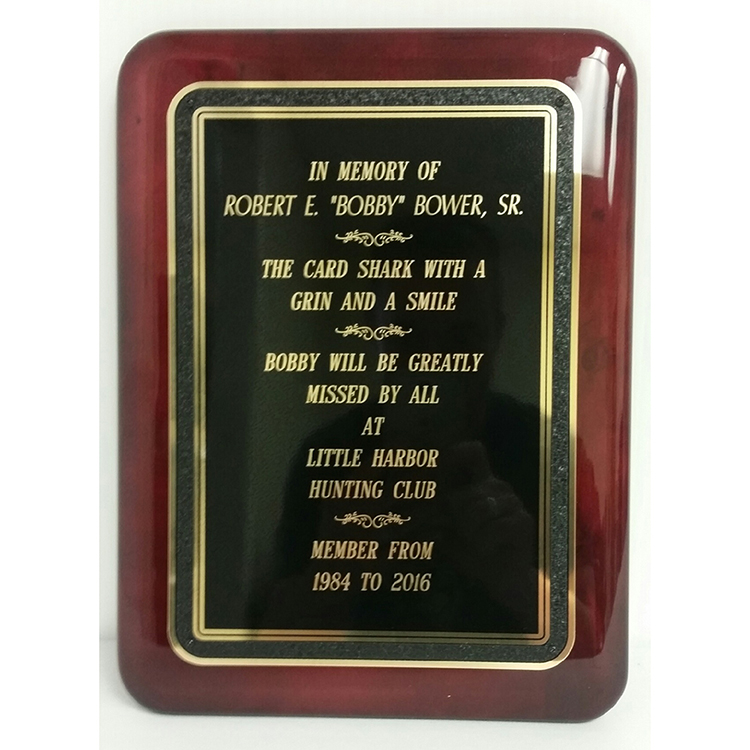 IN MEMORY OF
ROBERT E. "BOBBY" BOWER, SR.
THE CARD SHARK WITH A
GRIN AND A SMILE
BOBBY WILL BE GREATLY
MISSED BY ALL
AT
LITTLE HARBOR
HUNTING CLUB
MEMBER FROM
1984 TO 2016